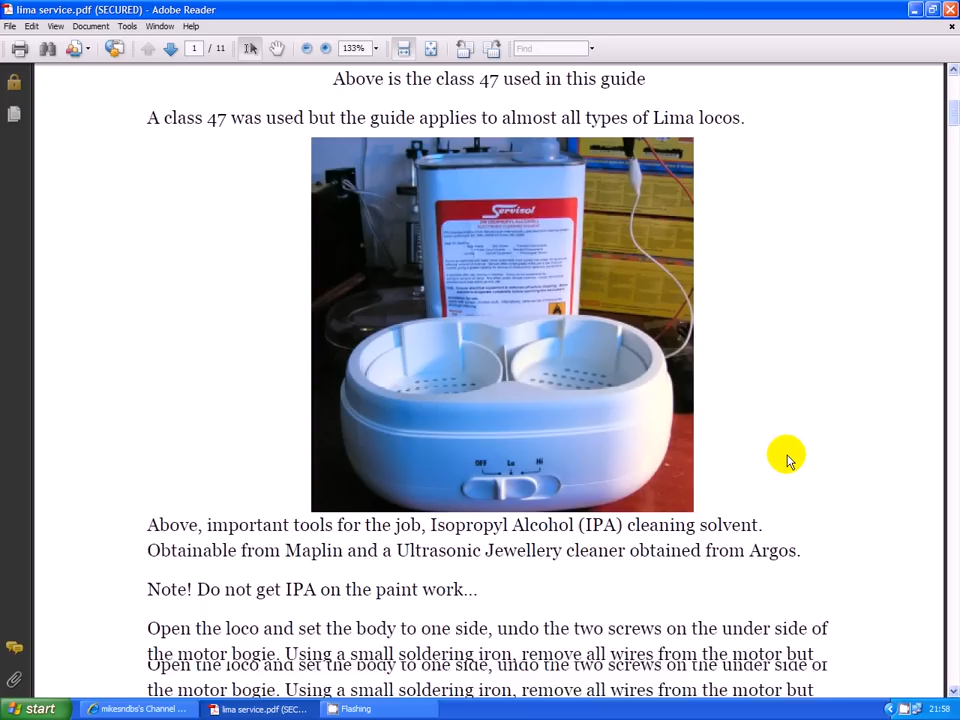 lima service.pdf (SECURED) - Adobe Reader
File Edit View Document Tools Window Help
1 / 11 133% Find
Above is the class 47 used in this guide
A class 47 was used but the guide applies to almost all types of Lima locos.
Servisol
OFF Lo Hi
Above, important tools for the job, Isopropyl Alcohol (IPA) cleaning solvent.
Obtainable from Maplin and a Ultrasonic Jewellery cleaner obtained from Argos.
Note! Do not get IPA on the paint work...
Open the loco and set the body to one side, undo the two screws on the under side of
the motor bogie. Using a small soldering iron, remove all wires from the motor but
Open the loco and set the body to one side, undo the two screws on the under side of
the motor bogie. Using a small soldering iron, remove all wires from the motor but
start mikesndbs's Channel ... lima service.pdf (SEC... Flashing 21:58